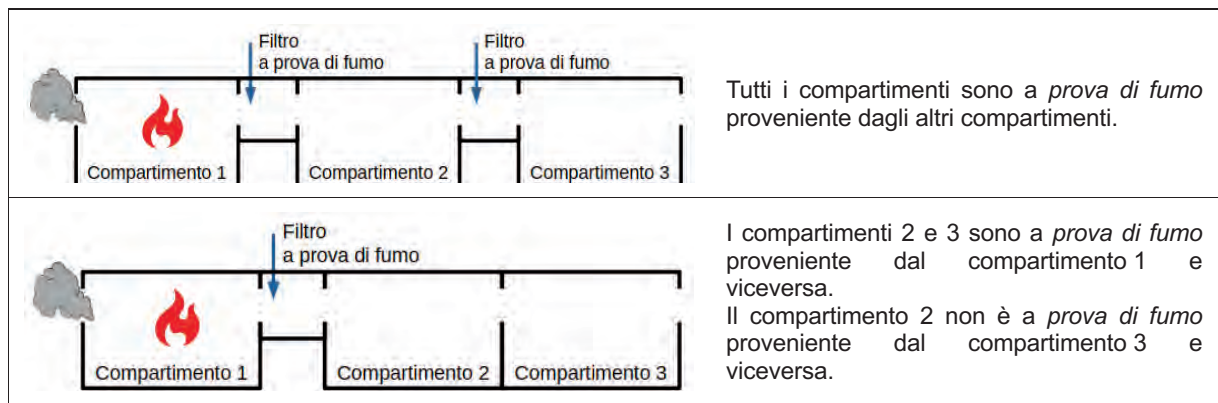 Filtro
a prova di fumo
Filtro
a prova di fumo
Compartimento 1
Compartimento 2
Compartimento 3
Tutti i compartimenti sono a prova di fumo
proveniente dagli altri compartimenti.
Filtro
a prova di fumo
Compartimento 1
Compartimento 2
Compartimento 3
I compartimenti 2 e 3 sono a prova di fumo
proveniente dal compartimento 1 e
viceversa.
Il compartimento 2 non è a prova di fumo
proveniente dal compartimento 3 e
viceversa.